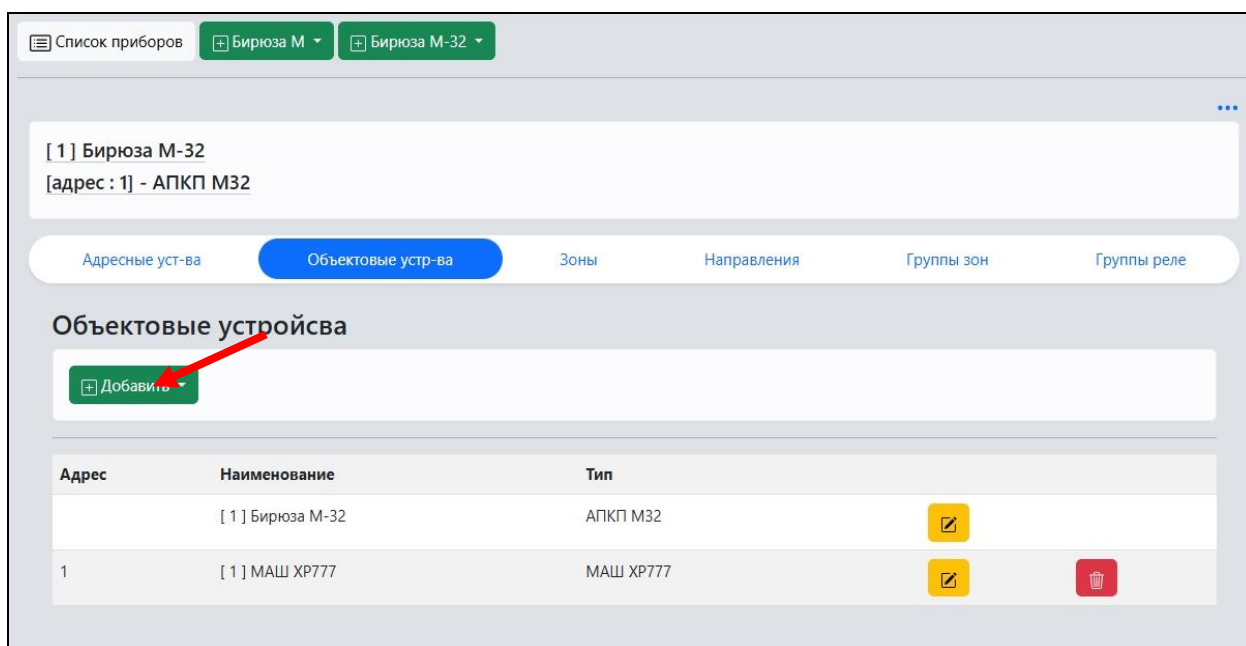 Список приборов Бирюза М Бирюза М-32
[ 1 ] Бирюза М-32
[адрес : 1] - АПКП М32
Адресные уст-ва Объектовые устр-ва Зоны Направления Группы зон Группы реле
Объектовые устройсва
Добавить
Адрес Наименование Тип
[ 1 ] Бирюза М-32 АПКП М32
1 [ 1 ] МАШ ХР777 МАШ ХР777